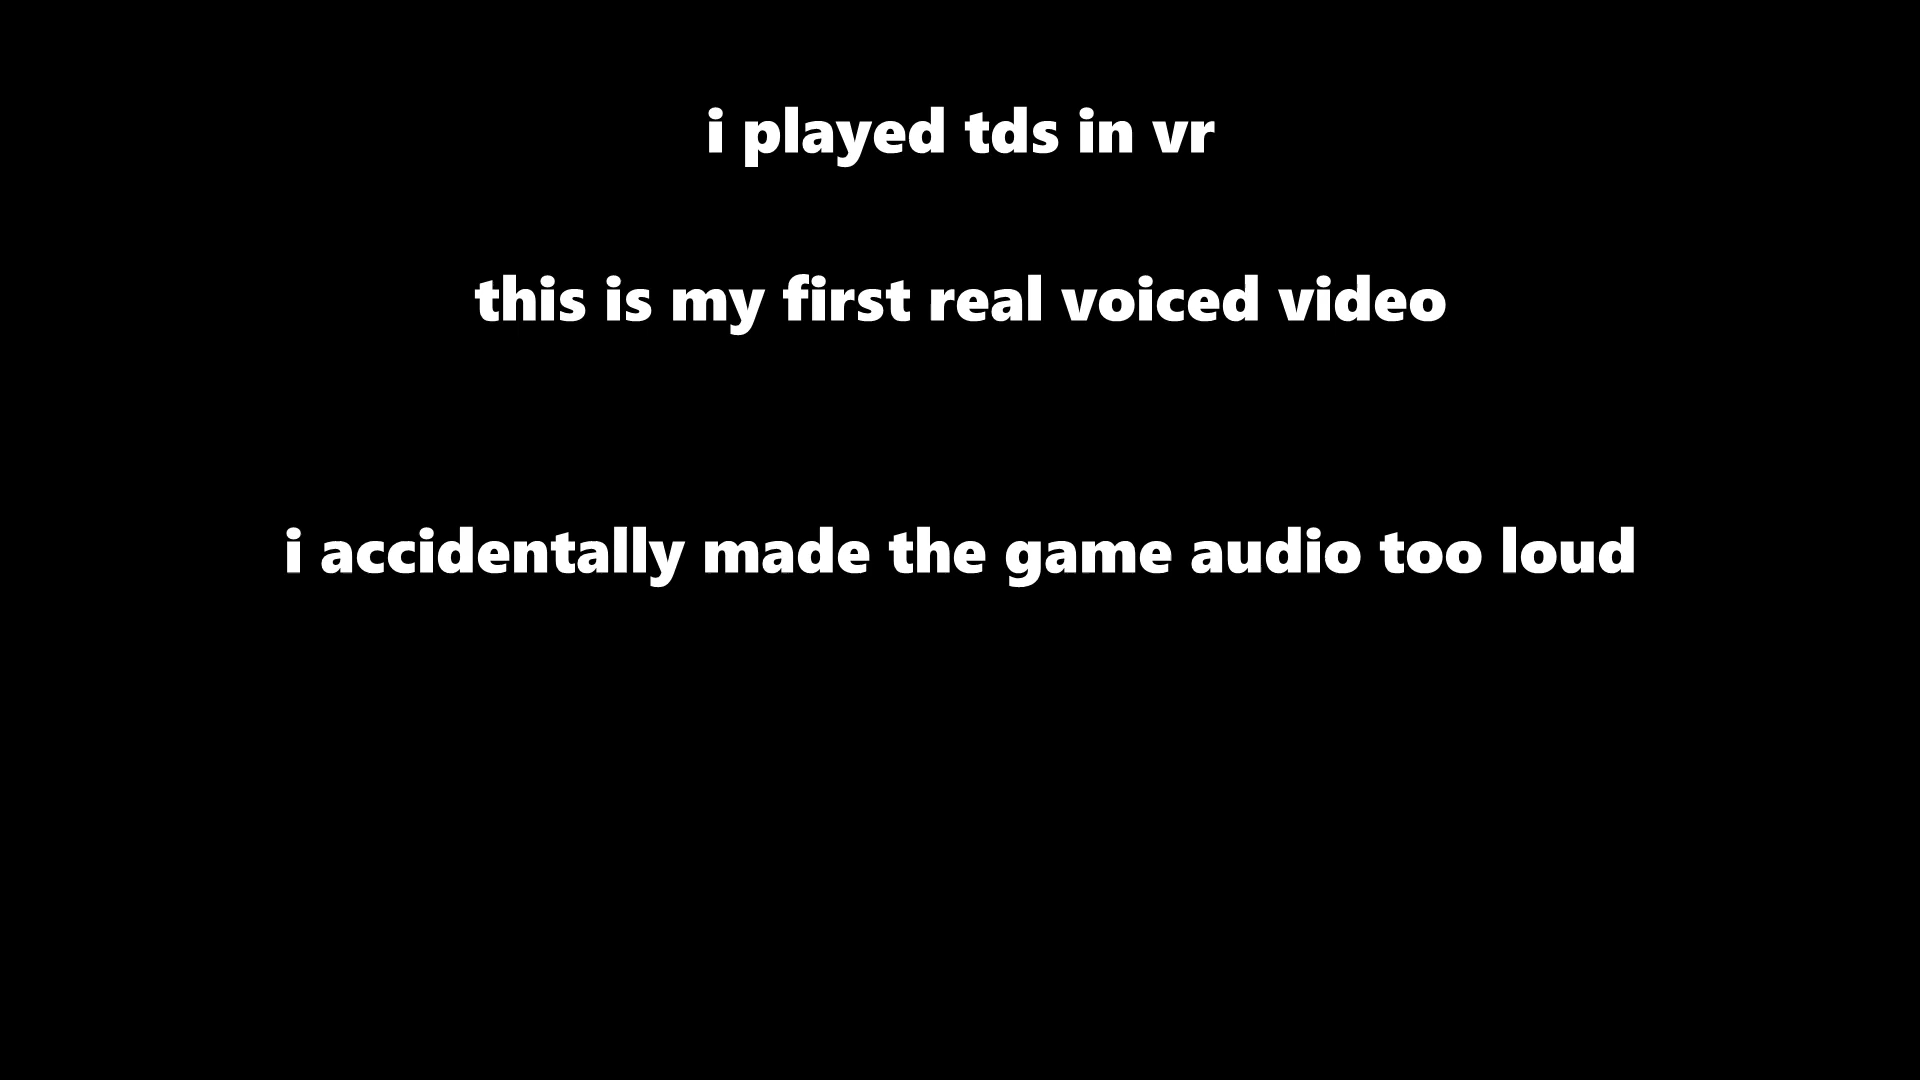 i played tds in vr
this is my first real voiced video
i accidentally made the game audio too loud